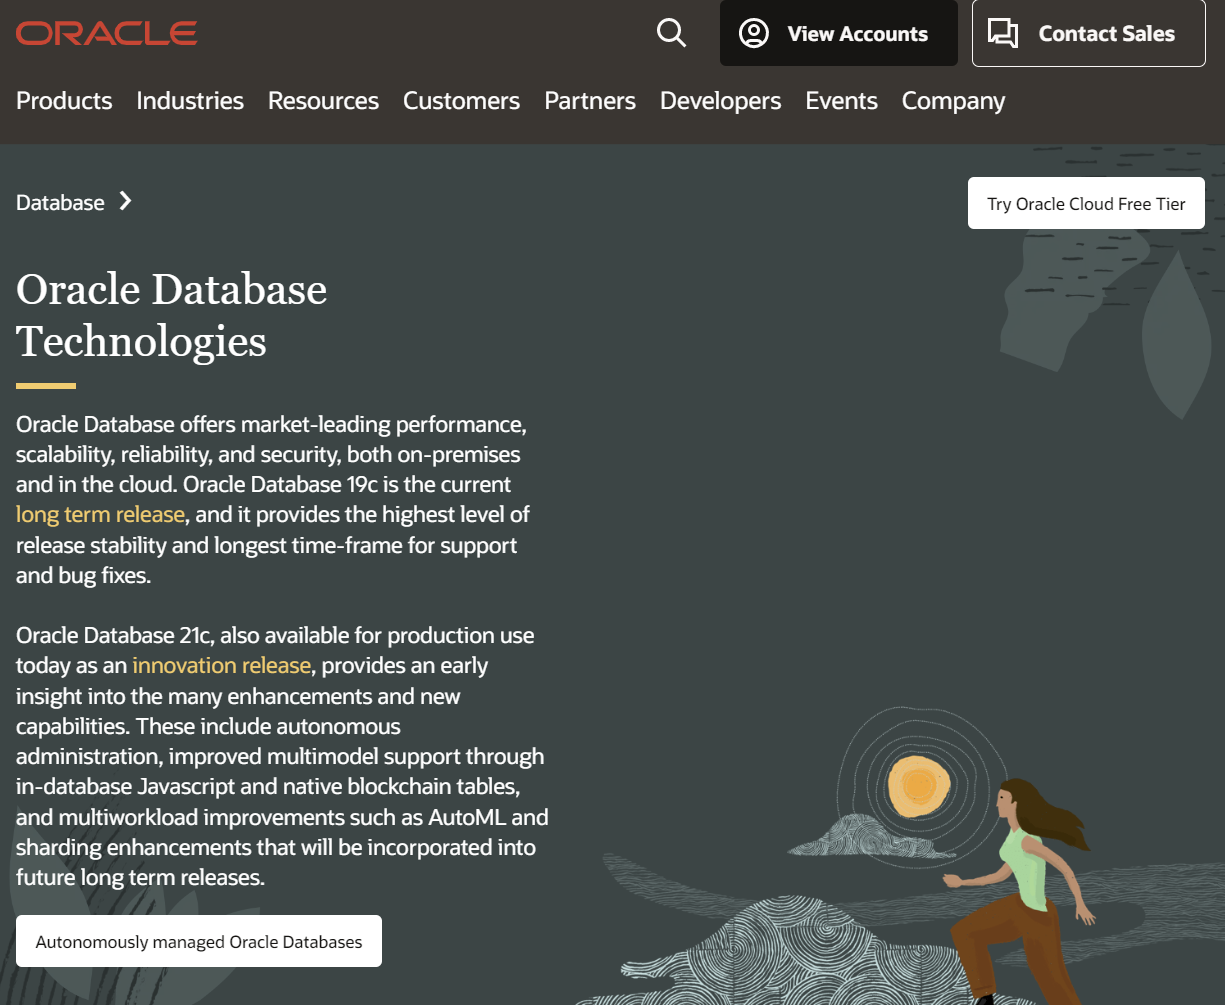 ORACLE
View Accounts
Contact Sales
Products Industries Resources Customers Partners Developers Events Company
Database
Try Oracle Cloud Free Tier
Oracle Database
Technologies
Oracle Database offers market-leading performance,
scalability, reliability, and security, both on-premises
and in the cloud. Oracle Database 19c is the current
long term release, and it provides the highest level of
release stability and longest time-frame for support
and bug fixes.
Oracle Database 21c, also available for production use
today as an innovation release, provides an early
insight into the many enhancements and new
capabilities. These include autonomous
administration, improved multimodel support through
in-database Javascript and native blockchain tables,
and multiworkload improvements such as AutoML and
sharding enhancements that will be incorporated into
future long term releases.
Autonomously managed Oracle Databases